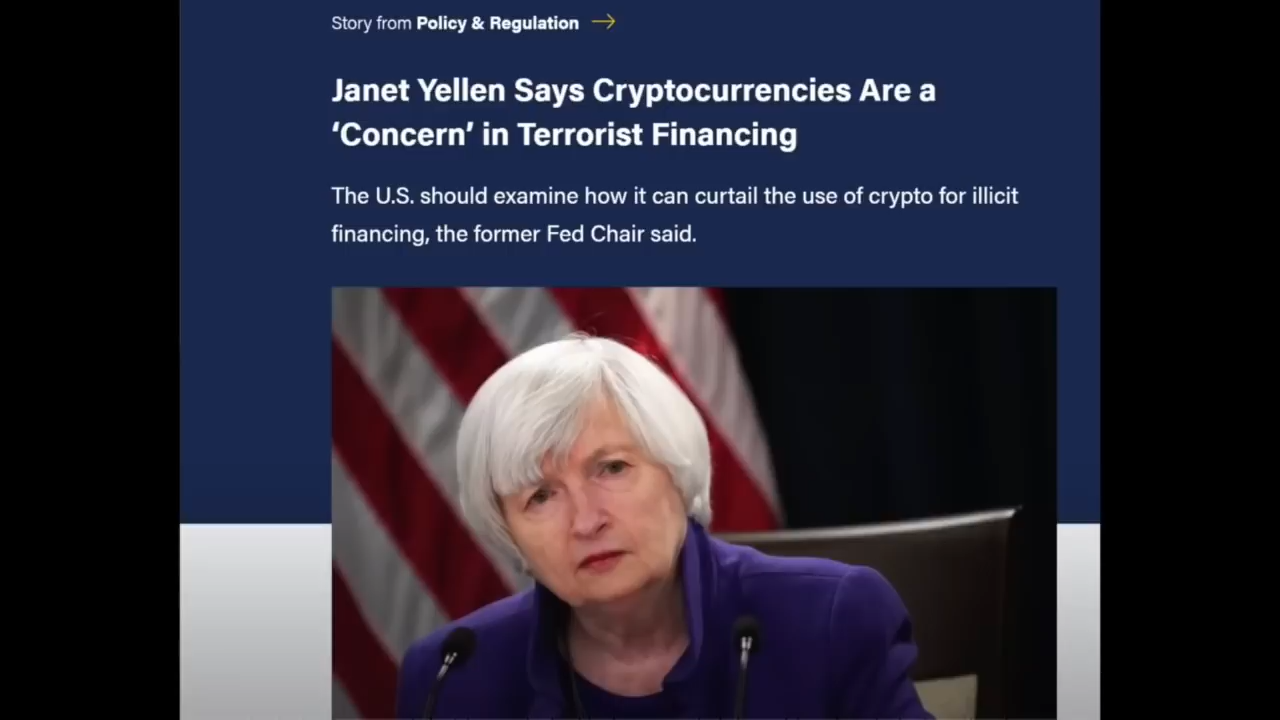 Story from Policy & Regulation
Janet Yellen Says Cryptocurrencies Are a
‘Concern’ in Terrorist Financing
The U.S. should examine how it can curtail the use of crypto for illicit
financing, the former Fed Chair said.